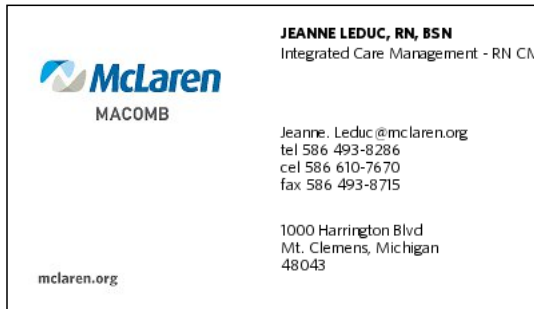 McLaren
MACOMB
mclaren.org
JEANNE LEDUC, RN, BSN
Integrated Care Management - RN CM
Jeanne. Leduc@mclaren.org
tel 586 493-8286
cel 586 610-7670
fax 586 493-8715
1000 Harrington Blvd
Mt. Clemens, Michigan
48043